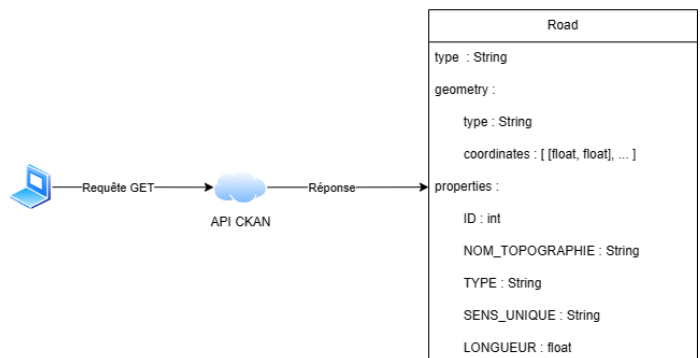 Road
type : String
geometry :
type : String
coordinates : [ [float, float], ... ]
Requête GET
Réponse
properties :
API CKAN
ID : int
NOM_TOPOGRAPHIE : String
TYPE : String
SENS_UNIQUE : String
LONGUEUR : float